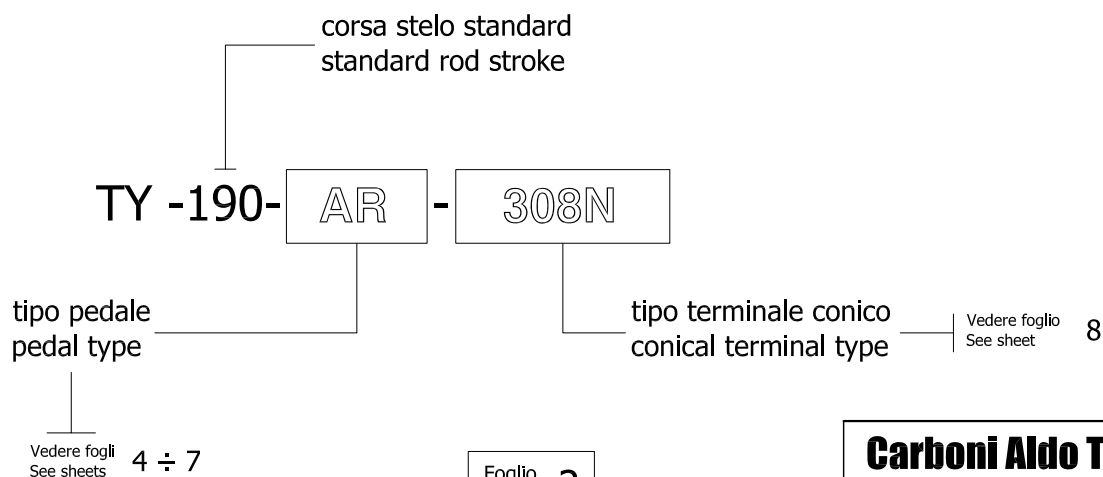 corsa stelo standard
standard rod stroke
TY -190- AR - 308N
tipo pedale
pedal type
tipo terminale conico
conical terminal type
Vedere foglio
See sheet 8
Vedere fogli
See sheets 4 ÷ 7
Foglio
Carboni Aldo